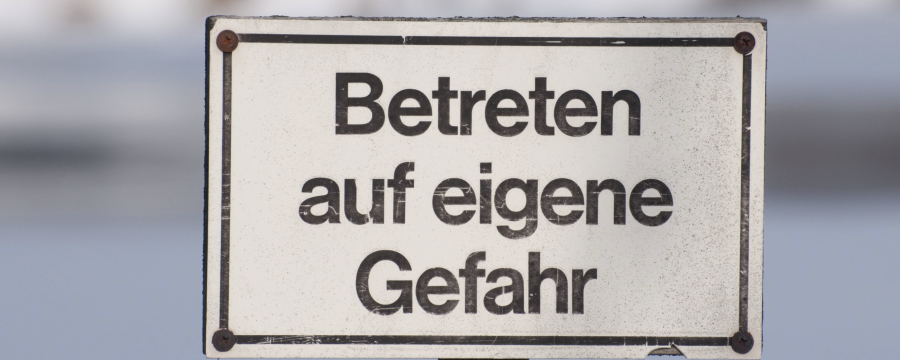 Betreten
auf eigene
Gefahr